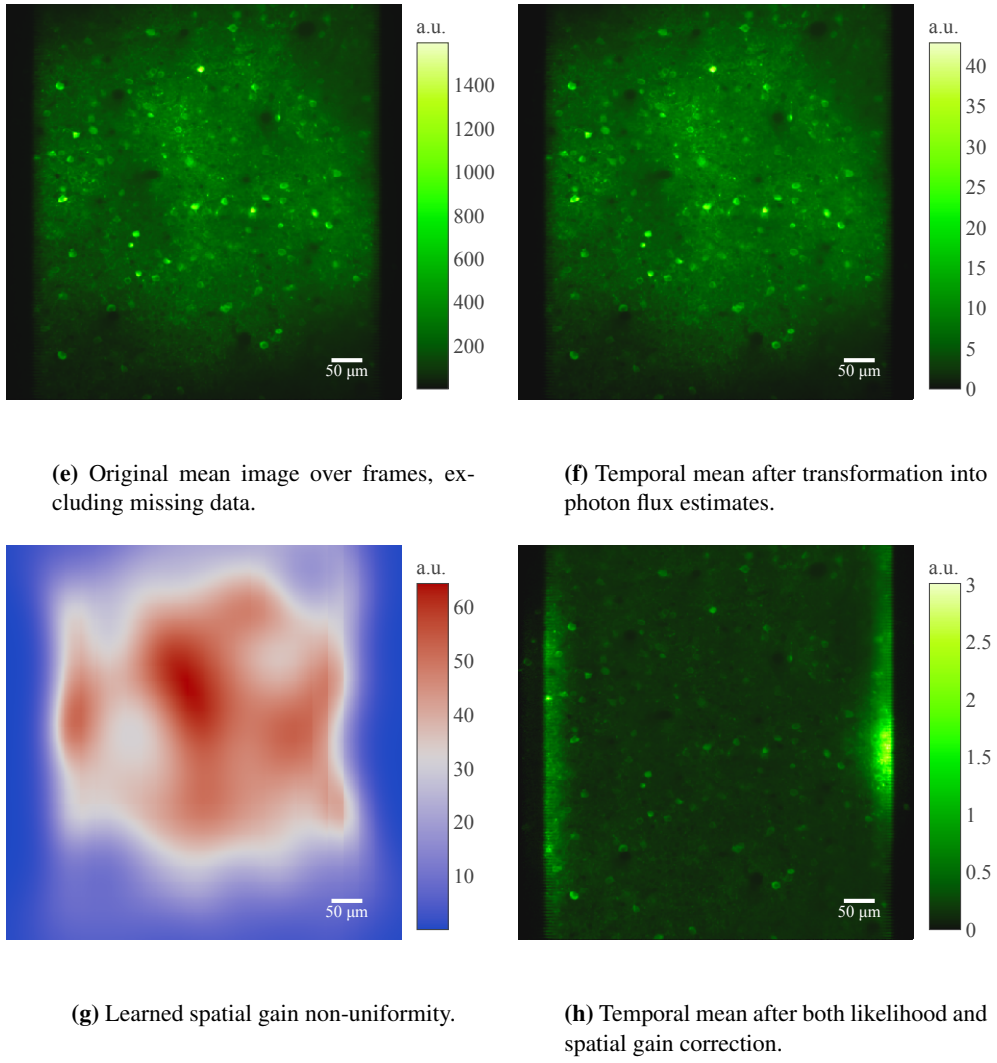 a.u.
1400
1200
1000
800
600
400
200
50 μm
a.u.
40
35
30
25
20
15
10
5
0
50 μm
(e) Original mean image over frames, ex-
cluding missing data.
(f) Temporal mean after transformation into
photon flux estimates.
a.u.
60
50
40
30
20
10
50 μm
a.u.
3
2.5
2
1.5
1
0.5
0
50 μm
(g) Learned spatial gain non-uniformity.
(h) Temporal mean after both likelihood and
spatial gain correction.